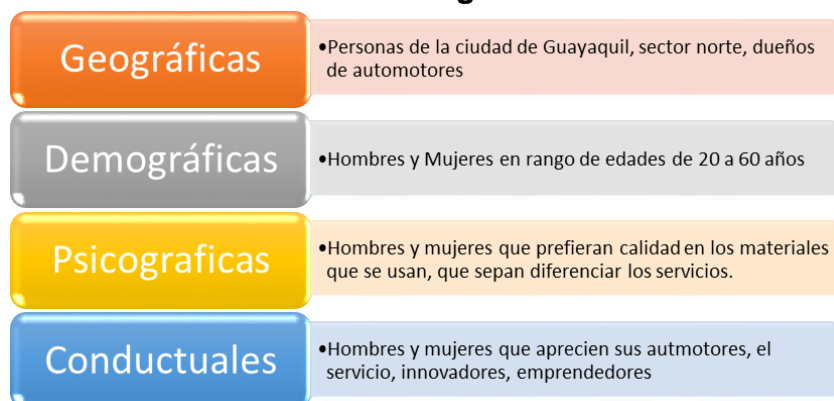 Geográficas
•Personas de la ciudad de Guayaquil, sector norte, dueños
de automotores
Demográficas
•Hombres y Mujeres en rango de edades de 20 a 60 años
Psicograficas
•Hombres y mujeres que prefieran calidad en los materiales
que se usan, que sepan diferenciar los servicios.
Conductuales
•Hombres y mujeres que aprecien sus autmotores, el
servicio, innovadores, emprendedores